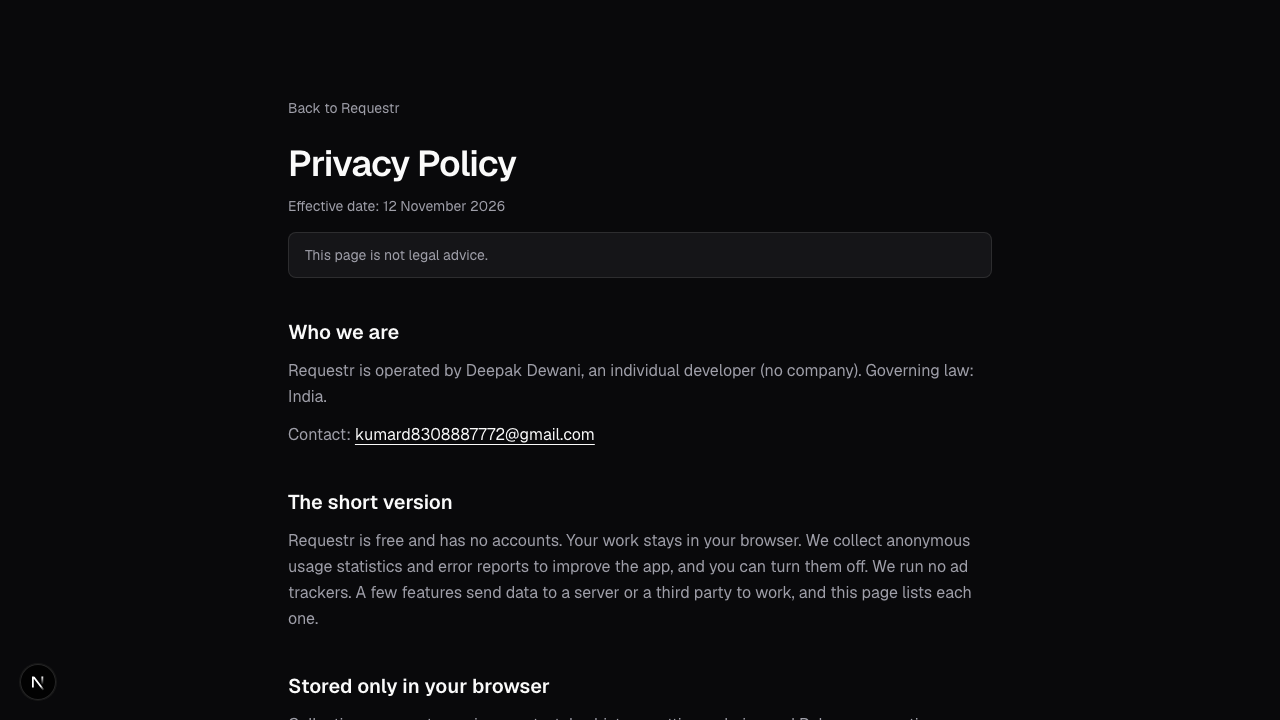 Back to Requestr
Privacy Policy
Effective date: 12 November 2026
This page is not legal advice.
Who we are
Requestr is operated by Deepak Dewani, an individual developer (no company). Governing law:
India.
Contact: kumard8308887772@gmail.com
The short version
Requestr is free and has no accounts. Your work stays in your browser. We collect anonymous
usage statistics and error reports to improve the app, and you can turn them off. We run no ad
trackers. A few features send data to a server or a third party to work, and this page lists each
one.
Stored only in your browser
N